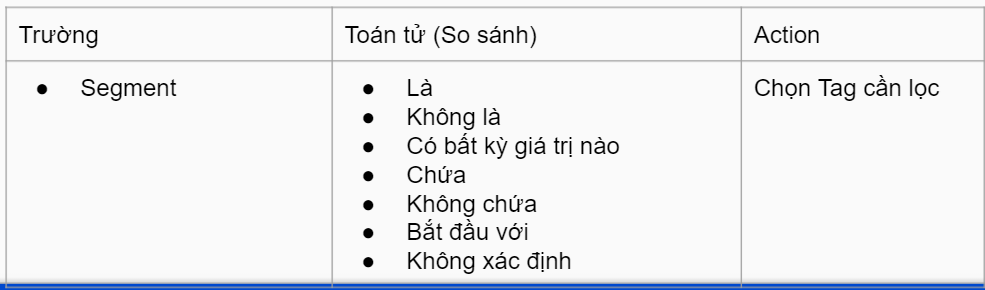 Trường Toán tử (So sánh) Action
● Segment ● Là Chọn Tag cần lọc
● Không là
● Có bất kỳ giá trị nào
● Chứa
● Không chứa
● Bắt đầu với
● Không xác định